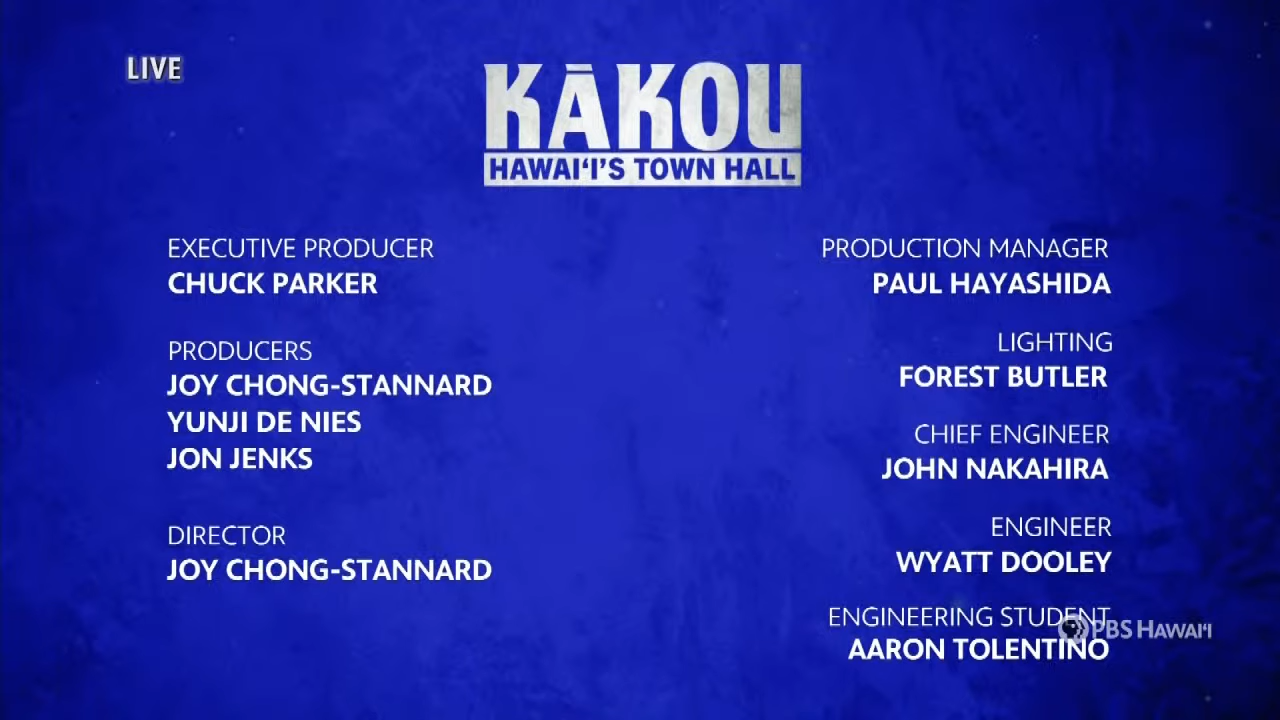 LIVE
KĀKOU
HAWAI‘I’S TOWN HALL
EXECUTIVE PRODUCER
CHUCK PARKER
PRODUCERS
JOY CHONG-STANNARD
YUNJI DE NIES
JON JENKS
DIRECTOR
JOY CHONG-STANNARD
PRODUCTION MANAGER
PAUL HAYASHIDA
LIGHTING
FOREST BUTLER
CHIEF ENGINEER
JOHN NAKAHIRA
ENGINEER
WYATT DOOLEY
ENGINEERING STUDENT
AARON TOLENTINO
PBS HAWAI‘I